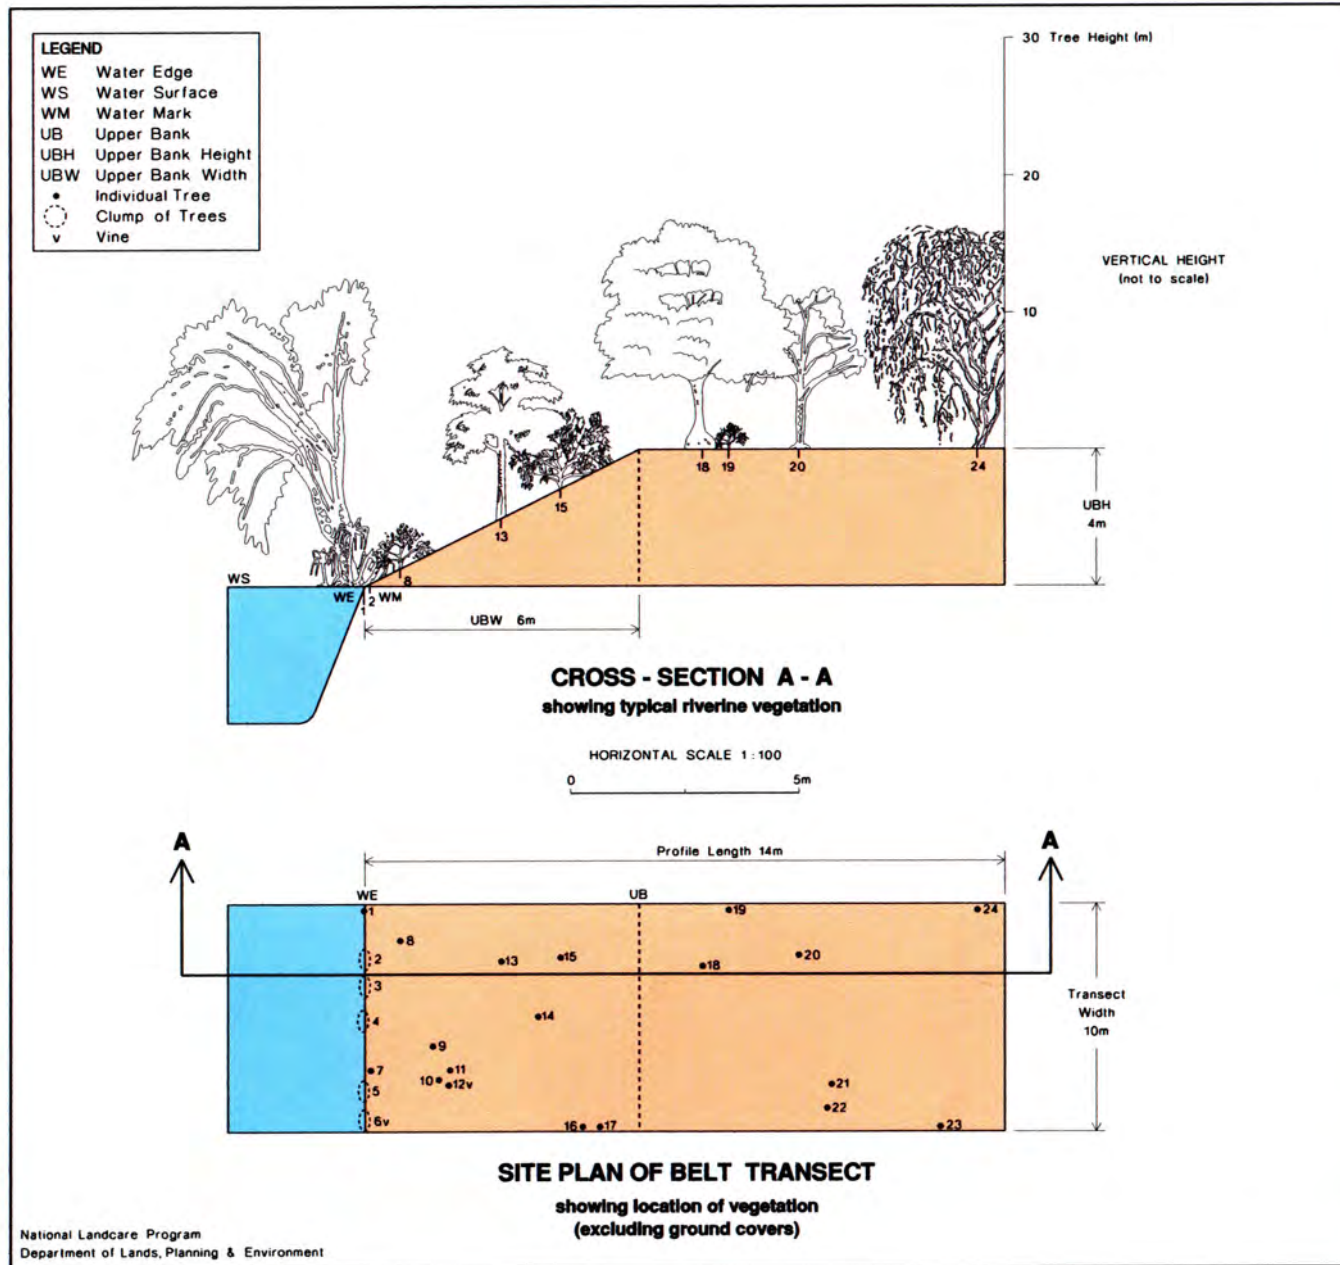 LEGEND
WE Water Edge
WS Water Surface
WM Water Mark
UB Upper Bank
UBH Upper Bank Height
UBW Upper Bank Width
• Individual Tree
Clump of Trees
v Vine
30 Tree Height (m)
20
10
VERTICAL HEIGHT
(not to scale)
18 19 20 24
15
13
8
UBH
4m
WS
WE 1 2 WM
UBW 6m
CROSS - SECTION A - A
showing typical riverine vegetation
HORIZONTAL SCALE 1 : 100
0 5m
A A
Profile Length 14m
WE UB
1 19 24
8
2 13 15 18 20
3
4 14
9
7 11
10 12v 21
5
22
6v 16 17 23
Transect
Width
10m
SITE PLAN OF BELT TRANSECT
showing location of vegetation
(excluding ground covers)
National Landcare Program
Department of Lands, Planning & Environment